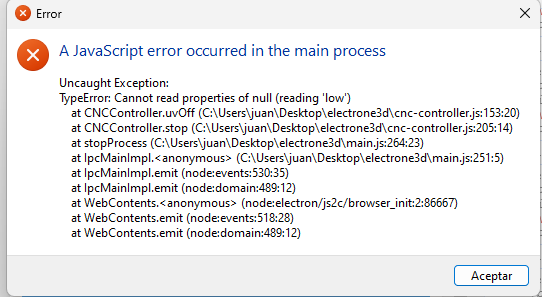 Error
A JavaScript error occurred in the main process
Uncaught Exception:
TypeError: Cannot read properties of null (reading 'low')
at CNCController.uvOff (C:\Users\juan\Desktop\electrone3d\cnc-controller.js:153:20)
at CNCController.stop (C:\Users\juan\Desktop\electrone3d\cnc-controller.js:205:14)
at stopProcess (C:\Users\juan\Desktop\electrone3d\main.js:264:23)
at IpcMainImpl.<anonymous> (C:\Users\juan\Desktop\electrone3d\main.js:251:5)
at IpcMainImpl.emit (node:events:530:35)
at IpcMainImpl.emit (node:domain:489:12)
at WebContents.<anonymous> (node:electron/js2c/browser_init:2:86667)
at WebContents.emit (node:events:518:28)
at WebContents.emit (node:domain:489:12)
Aceptar